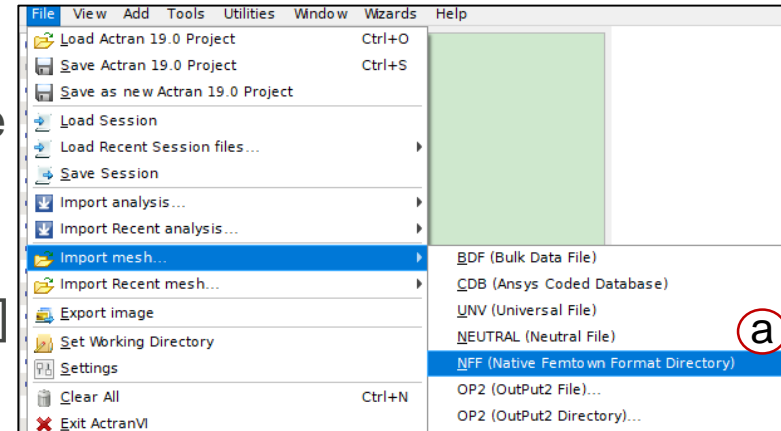 File View Add Tools Utilities Window Wizards Help
Load Actran 19.0 Project Ctrl+O
Save Actran 19.0 Project Ctrl+S
Save as new Actran 19.0 Project
e
Load Session
Load Recent Session files...
Save Session
Import analysis...
Import Recent analysis...
Import mesh...
Import Recent mesh...
Export image
]
Set Working Directory
Settings
Clear All Ctrl+N
Exit ActranVI
BDF (Bulk Data File)
CDB (Ansys Coded Database)
UNV (Universal File)
NEUTRAL (Neutral File)
a
NFF (Native Femtown Format Directory)
OP2 (OutPut2 File)...
OP2 (OutPut2 Directory)...